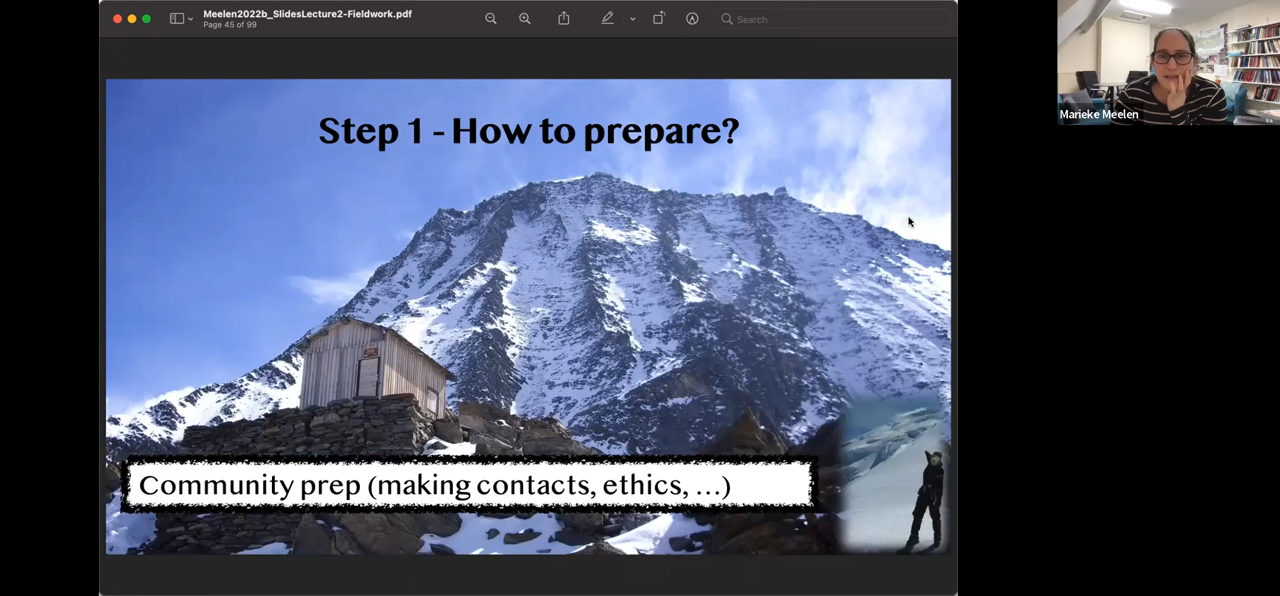 Meelen2022b_SlidesLecture2-Fieldwork.pdf
Page 45 of 99
Search
Step 1 - How to prepare?
Community prep (making contacts, ethics, ...)
Marieke Meelen